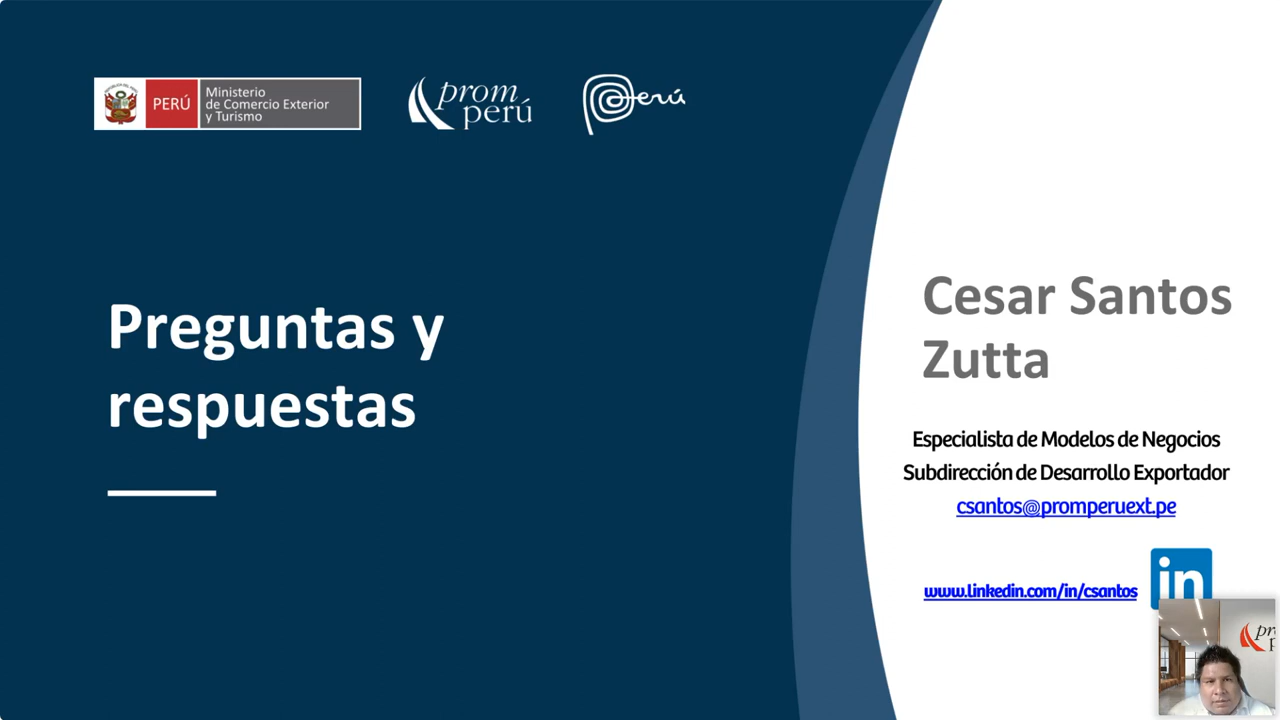 PERÚ
Ministerio
de Comercio Exterior
y Turismo
prom
perú
Perú
Preguntas y
respuestas
Cesar Santos
Zutta
Especialista de Modelos de Negocios
Subdirección de Desarrollo Exportador
csantos@promperuext.pe
www.linkedin.com/in/csantos
in